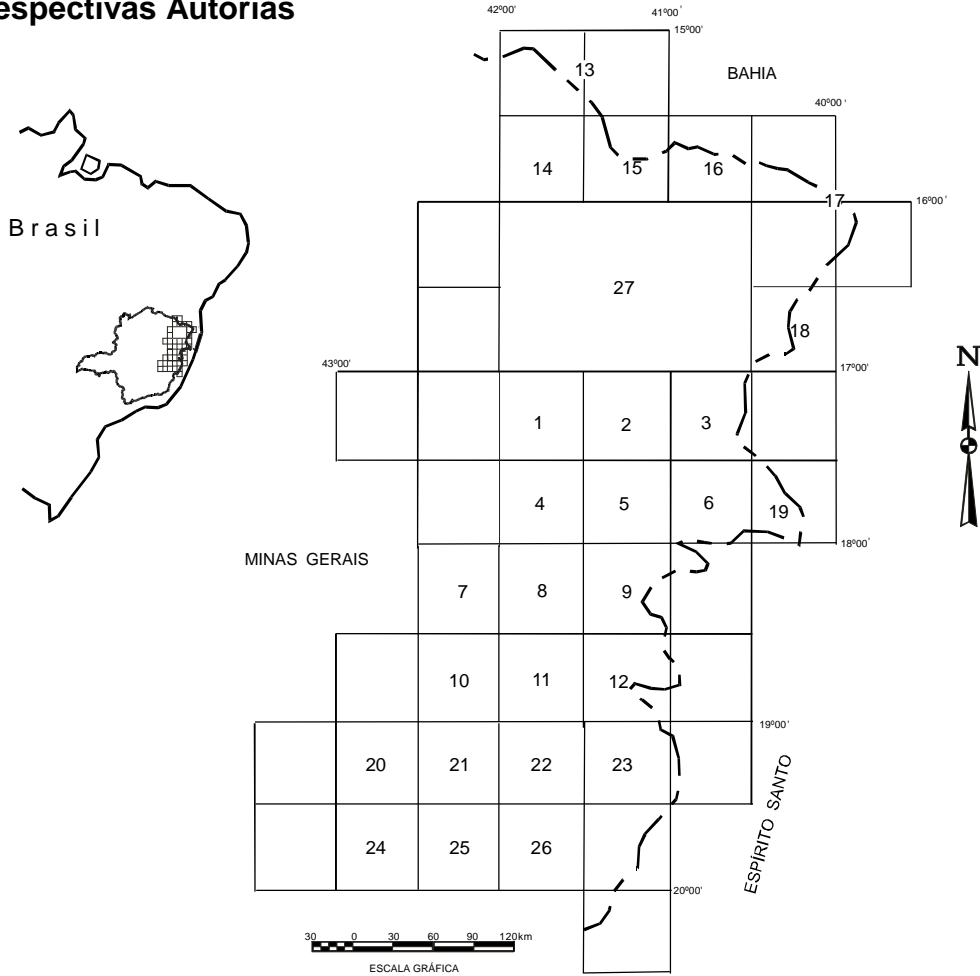 espectivas Autorias
42º00'
41º00'
15º00'
13
BAHIA
40º00'
14
15
16
17
16º00'
Brasil
27
18
N
43º00'
17º00'
1
2
3
4
5
6
19
18º00'
MINAS GERAIS
7
8
9
10
11
12
19º00'
20
21
22
23
ESPÍRITO SANTO
24
25
26
20º00'
30 0 30 60 90 120km
ESCALA GRÁFICA